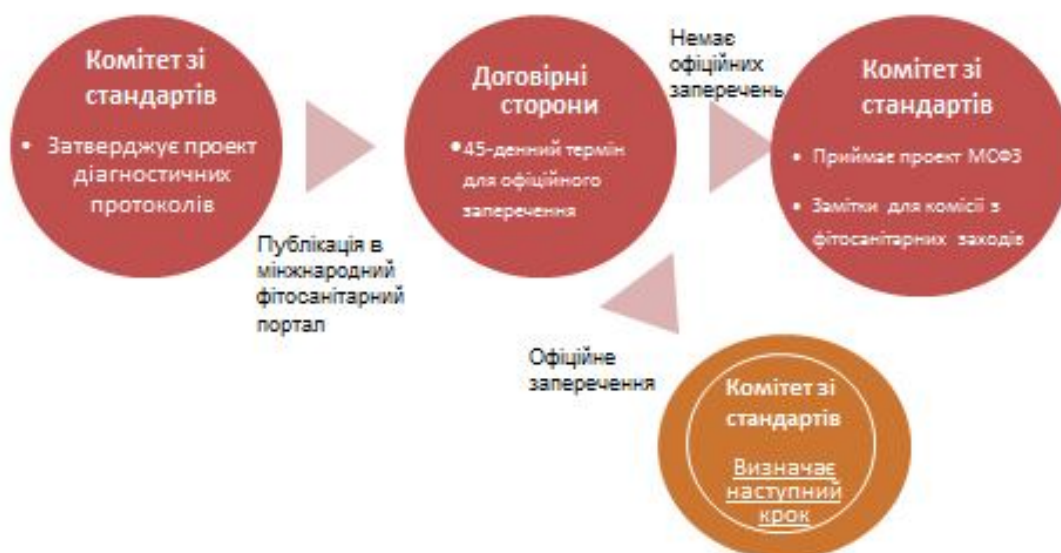 Комітет зі
стандартів
• Затверджує проект
діагностичних
протоколів
Публікація в
мінжнародний
фітосанітарний
портал
Договірні
сторони
•45-денний термін
для офіційного
заперечення
Немає
офіційних
заперечень
Комітет зі
стандартів
• Приймає проект МСФЗ
• Замітки для комісії з
фітосанітарних заходів
Офіційне
заперечення
Комітет зі
стандартів
Визначає
наступний
крок